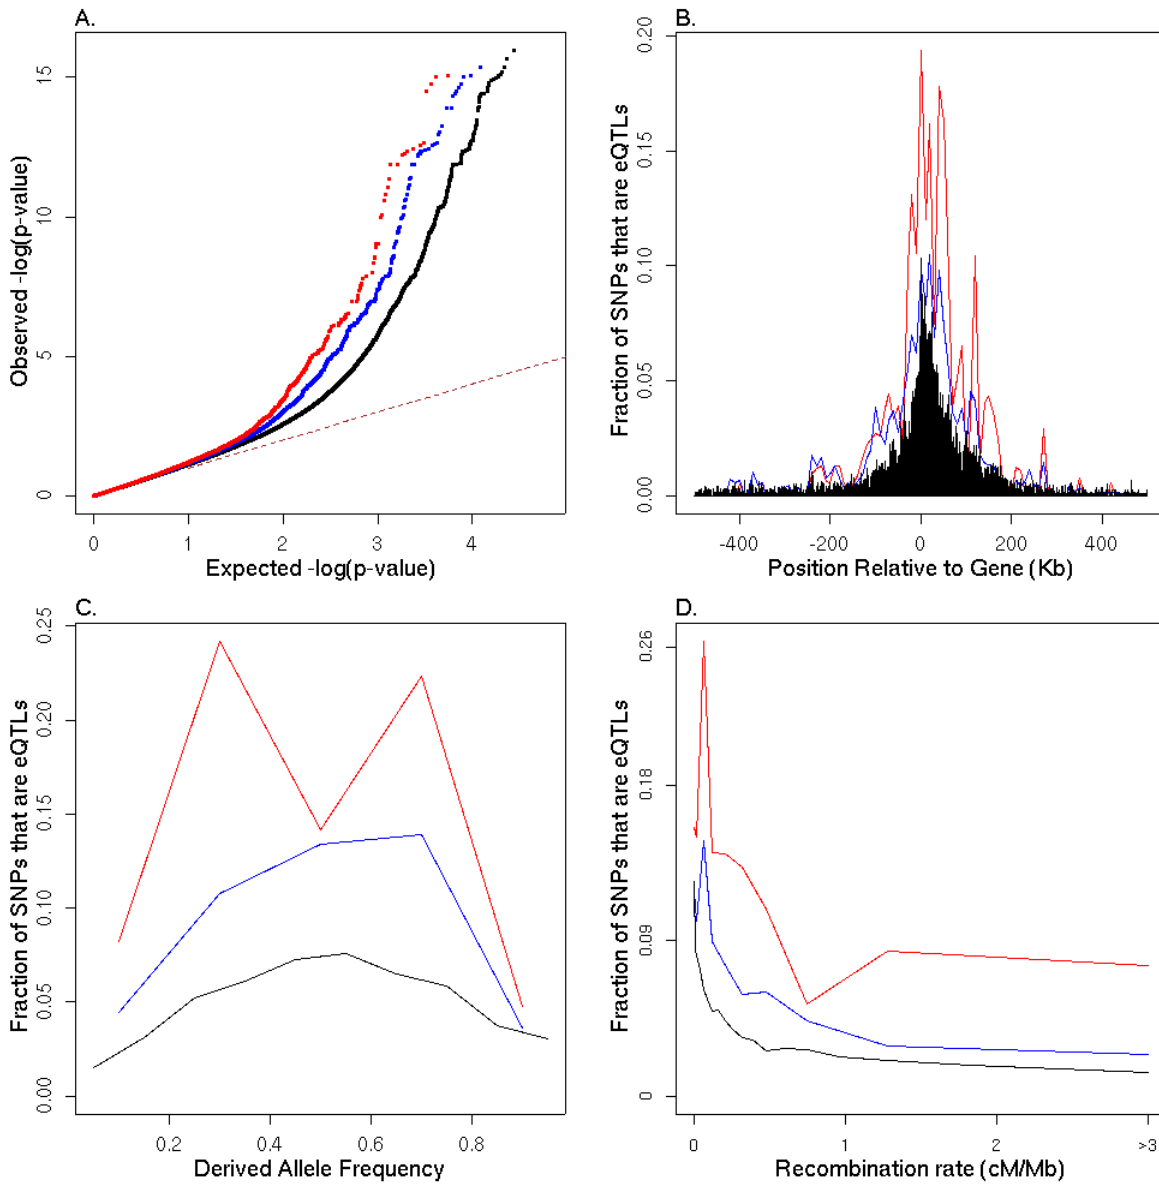 A.
Observed -log(p-value)
15
10
5
0
0 1 2 3 4
Expected -log(p-value)
B.
Fraction of SNPs that are eQTLs
0.20
0.15
0.10
0.05
0.00
-400 -200 0 200 400
Position Relative to Gene (Kb)
C.
Fraction of SNPs that are eQTLs
0.25
0.20
0.15
0.10
0.05
0.00
0.2 0.4 0.6 0.8
Derived Allele Frequency
D.
Fraction of SNPs that are eQTLs
0.26
0.18
0.09
0
0 1 2 >3
Recombination rate (cM/Mb)